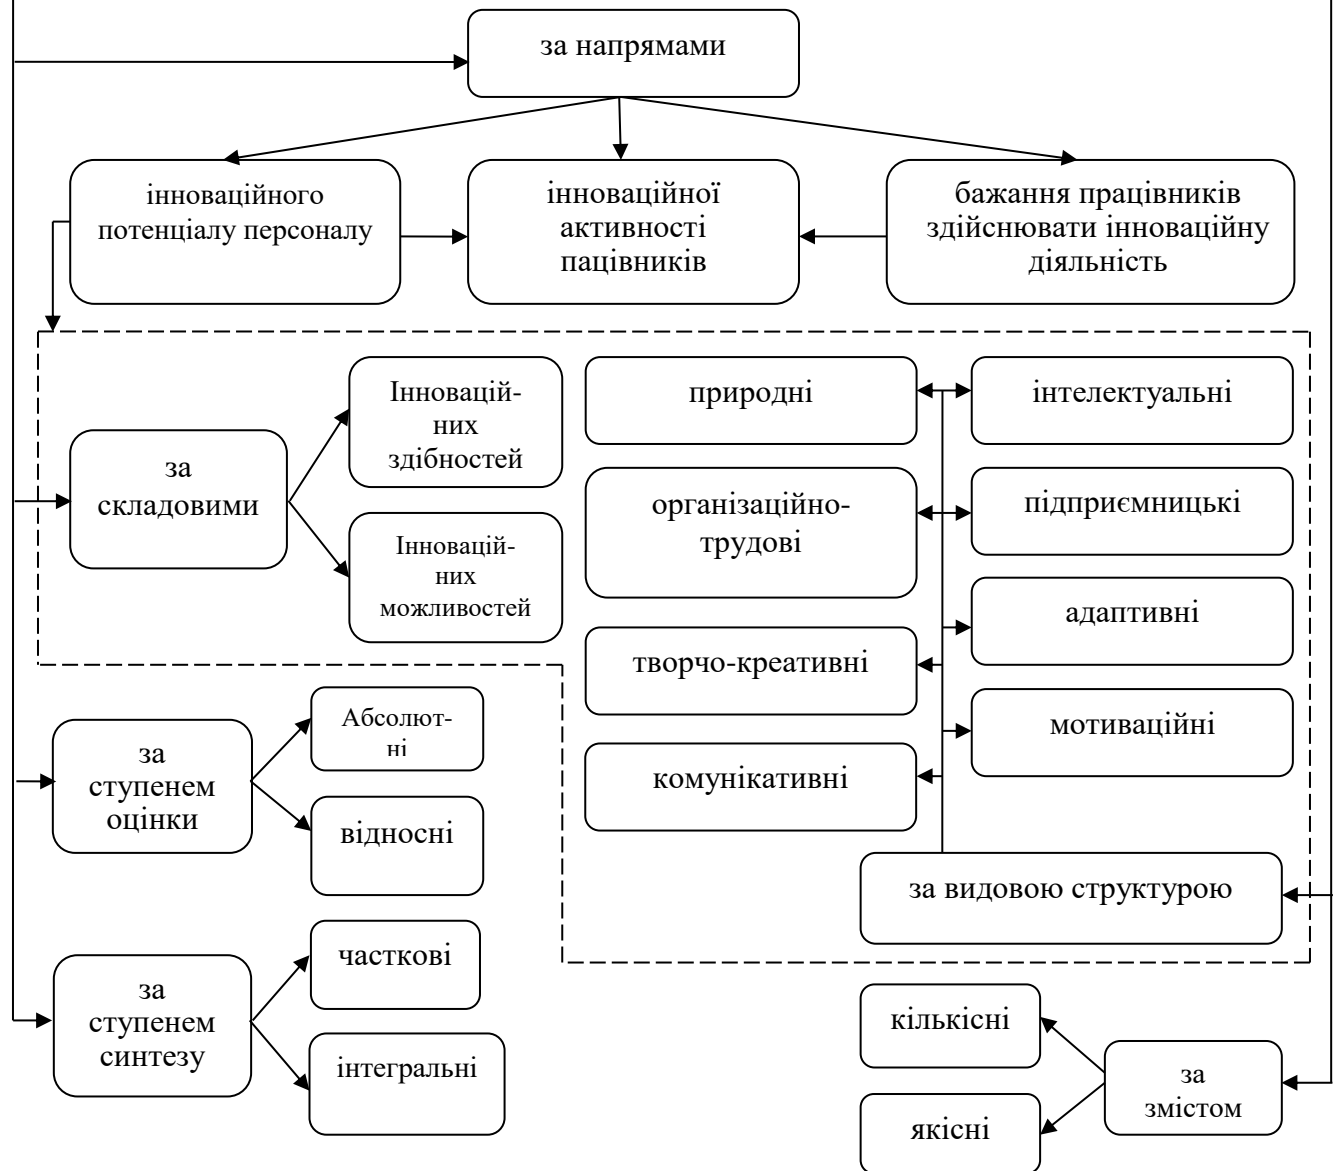 за напрямами
інноваційного
потенціалу персоналу
інноваційної
активності
пацівників
бажання працівників
здійснювати інноваційну
діяльність
за
складовими
Інновацій-
них
здібностей
Інновацій-
них
можливостей
природні
організаційно-
трудові
творчо-креативні
комунікативні
інтелектуальні
підприємницькі
адаптивні
мотиваційні
за видовою структурою
за
ступенем
оцінки
Абсолют-
ні
відносні
за
ступенем
синтезу
часткові
інтегральні
кількісні
якісні
за
змістом